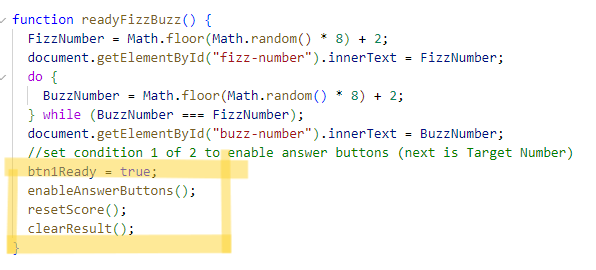 function readyFizzBuzz() {
FizzNumber = Math.floor(Math.random() * 8) + 2;
document.getElementById("fizz-number").innerText = FizzNumber;
do {
BuzzNumber = Math.floor(Math.random() * 8) + 2;
} while (BuzzNumber === FizzNumber);
document.getElementById("buzz-number").innerText = BuzzNumber;
//set condition 1 of 2 to enable answer buttons (next is Target Number)
btn1Ready = true;
enableAnswerButtons();
resetScore();
clearResult();
}